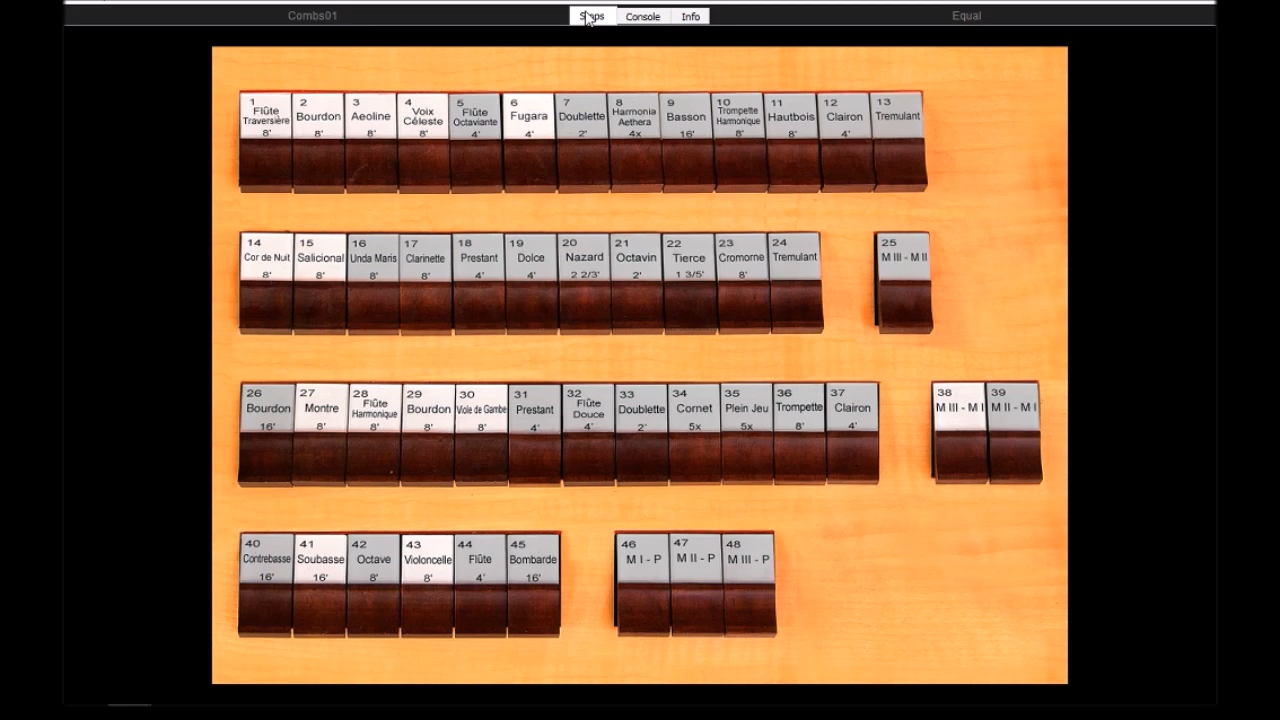 Combs01
Stops
Console
Info
Equal
1
Flûte
Traversière
8'
2
Bourdon
8'
3
Aeoline
8'
4
Voix
Céleste
8'
5
Flûte
Octaviante
4'
6
Fugara
4'
7
Doublette
2'
8
Harmonia
Aethera
4x
9
Basson
16'
10
Trompette
Harmonique
8'
11
Hautbois
8'
12
Clairon
4'
13
Tremulant
14
Cor de Nuit
8'
15
Salicional
8'
16
Unda Maris
8'
17
Clarinette
8'
18
Prestant
4'
19
Dolce
4'
20
Nazard
2 2/3'
21
Octavin
2'
22
Tierce
1 3/5'
23
Cromorne
8'
24
Tremulant
25
M III - M II
26
Bourdon
16'
27
Montre
8'
28
Flûte
Harmonique
8'
29
Bourdon
8'
30
Viole de Gambe
8'
31
Prestant
4'
32
Flûte
Douce
4'
33
Doublette
2'
34
Cornet
5x
35
Plein Jeu
5x
36
Trompette
8'
37
Clairon
4'
38
M III - M I
39
M II - M I
40
Contrebasse
16'
41
Soubasse
16'
42
Octave
8'
43
Violoncelle
8'
44
Flûte
4'
45
Bombarde
16'
46
M I - P
47
M II - P
48
M III - P